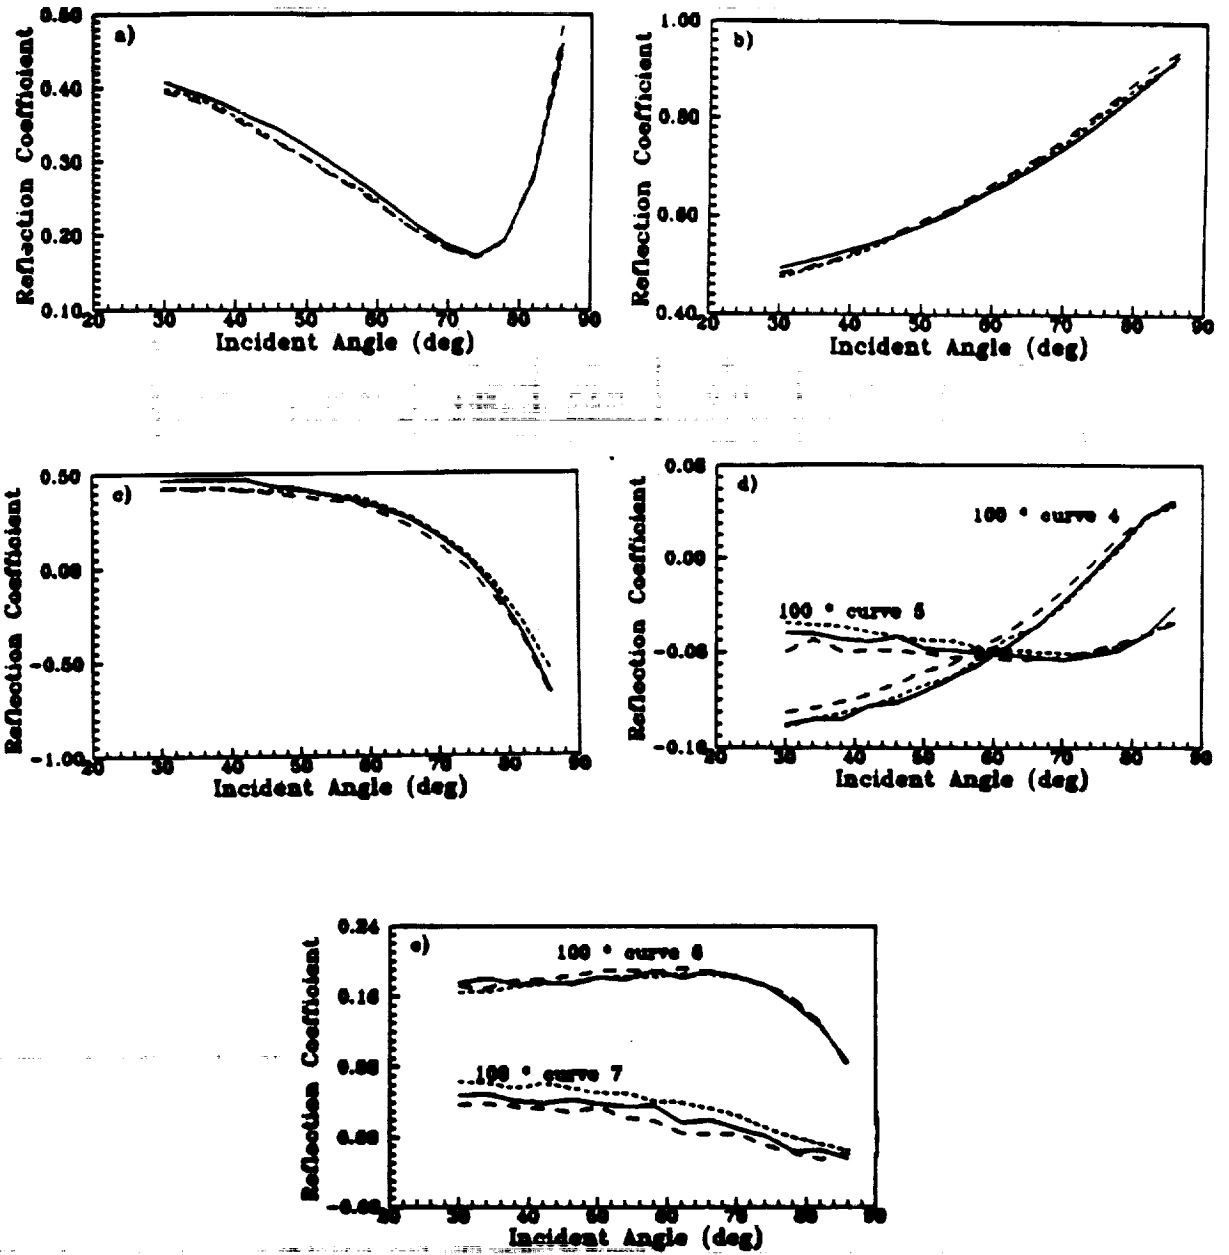 a)
Reflection Coefficient
0.50
0.40
0.30
0.20
0.10
20 30 40 50 60 70 80 90
Incident Angle (deg)
b)
Reflection Coefficient
1.00
0.80
0.60
0.40
20 30 40 50 60 70 80 90
Incident Angle (deg)
c)
Reflection Coefficient
0.50
0.00
-0.50
-1.00
20 30 40 50 60 70 80 90
Incident Angle (deg)
d)
100 * curve 4
100 * curve 5
Reflection Coefficient
0.05
0.00
-0.05
-0.10
20 30 40 50 60 70 80 90
Incident Angle (deg)
e)
100 * curve 6
100 * curve 7
Reflection Coefficient
0.24
0.16
0.08
0.00
20 30 40 50 60 70 80 90
Incident Angle (deg)